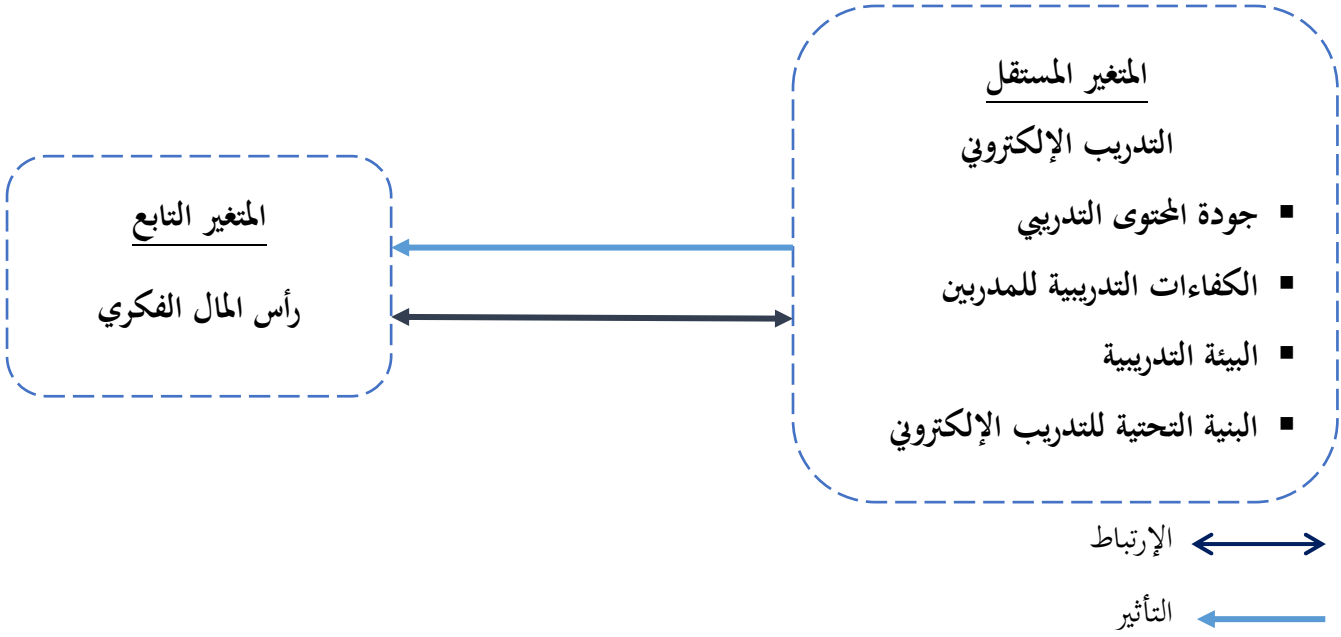 المتغير المستقل
التدريب الإلكتروني
▪ جودة المحتوى التدريبي
▪ الكفاءات التدريبية للمدربين
▪ البيئة التدريبية
▪ البنية التحتية للتدريب الإلكتروني
المتغير التابع
رأس المال الفكري
الإرتباط
التأثير